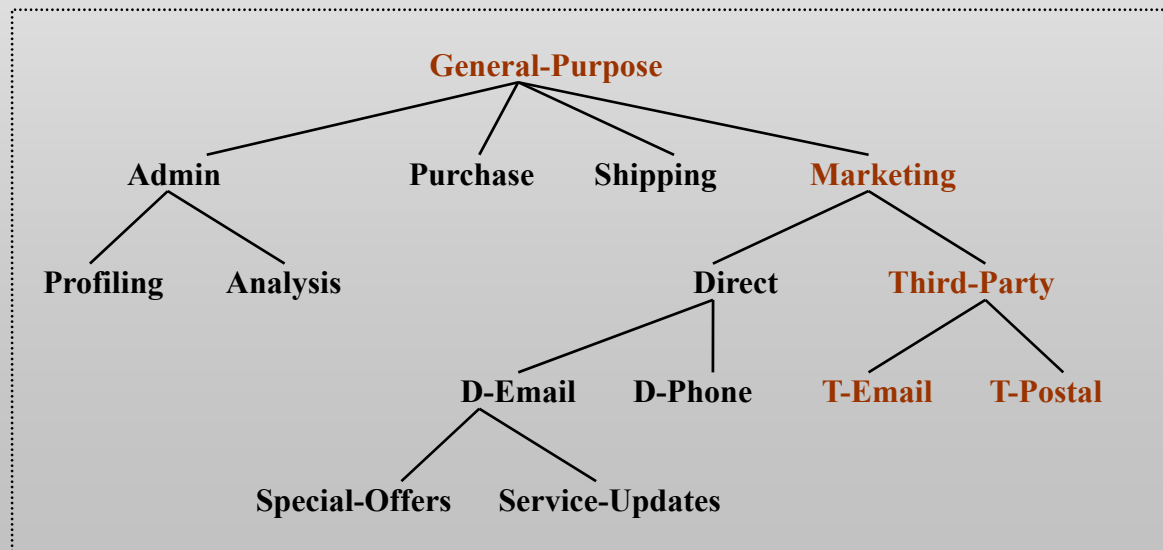 General-Purpose
Admin Purchase Shipping Marketing
Profiling Analysis Direct Third-Party
D-Email D-Phone T-Email T-Postal
Special-Offers Service-Updates